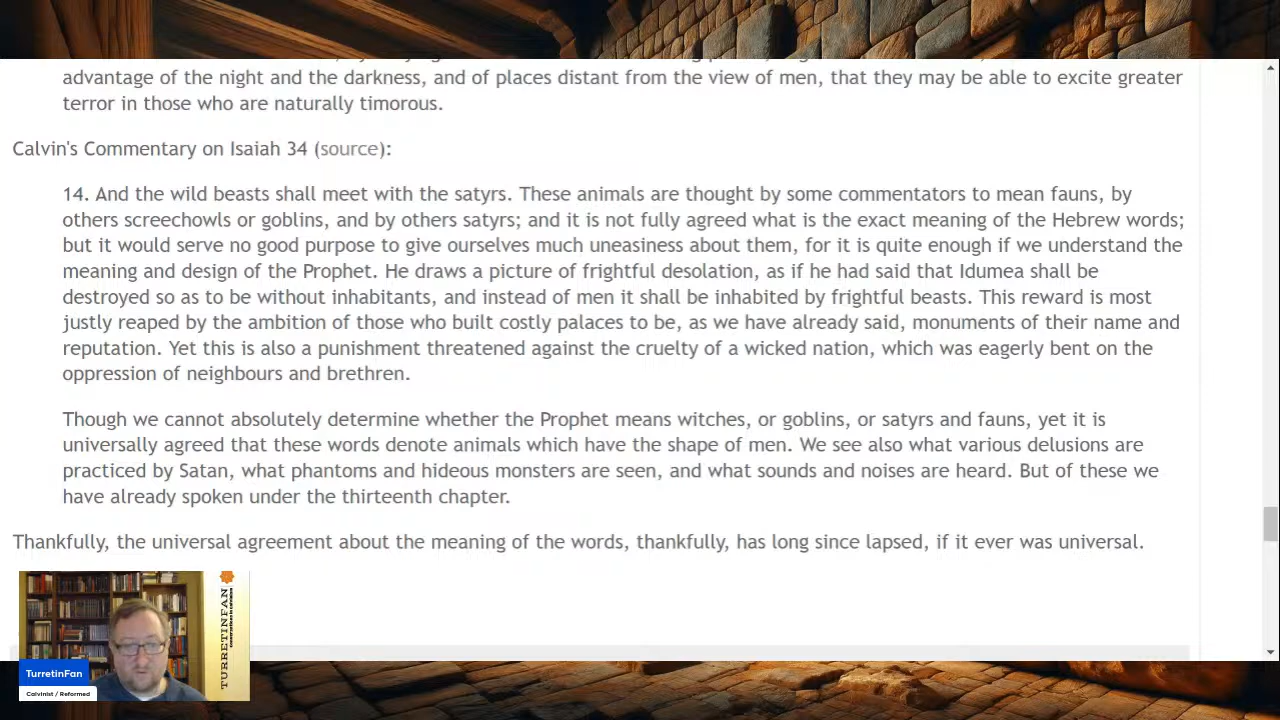 advantage of the night and the darkness, and of places distant from the view of men, that they may be able to excite greater
terror in those who are naturally timorous.
Calvin's Commentary on Isaiah 34 (source):
14. And the wild beasts shall meet with the satyrs. These animals are thought by some commentators to mean fauns, by
others screechowls or goblins, and by others satyrs; and it is not fully agreed what is the exact meaning of the Hebrew words;
but it would serve no good purpose to give ourselves much uneasiness about them, for it is quite enough if we understand the
meaning and design of the Prophet. He draws a picture of frightful desolation, as if he had said that Idumea shall be
destroyed so as to be without inhabitants, and instead of men it shall be inhabited by frightful beasts. This reward is most
justly reaped by the ambition of those who built costly palaces to be, as we have already said, monuments of their name and
reputation. Yet this is also a punishment threatened against the cruelty of a wicked nation, which was eagerly bent on the
oppression of neighbours and brethren.
Though we cannot absolutely determine whether the Prophet means witches, or goblins, or satyrs and fauns, yet it is
universally agreed that these words denote animals which have the shape of men. We see also what various delusions are
practiced by Satan, what phantoms and hideous monsters are seen, and what sounds and noises are heard. But of these we
have already spoken under the thirteenth chapter.
Thankfully, the universal agreement about the meaning of the words, thankfully, has long since lapsed, if it ever was universal.
TURRETINFAN
TurretinFan
Calvinist / Reformed